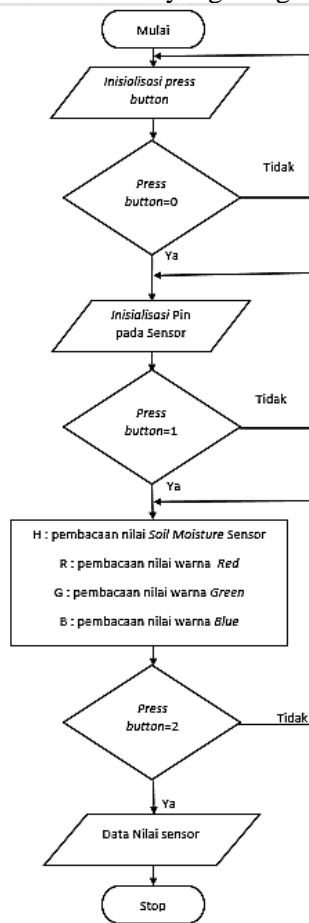 Mulai
Inisialisasi press
button
Press
button=0
Tidak
Ya
Inisialisasi Pin
pada Sensor
Press
button=1
Tidak
Ya
H : pembacaan nilai Soil Moisture Sensor
R : pembacaan nilai warna Red
G : pembacaan nilai warna Green
B : pembacaan nilai warna Blue
Press
button=2
Tidak
Ya
Data Nilai sensor
Stop